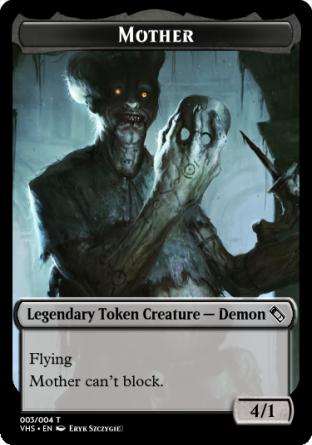 Mother
Legendary Token Creature — Demon
Flying
Mother can't block.
4/1
003/004 T
VHS • EN Eryk Szczygieł